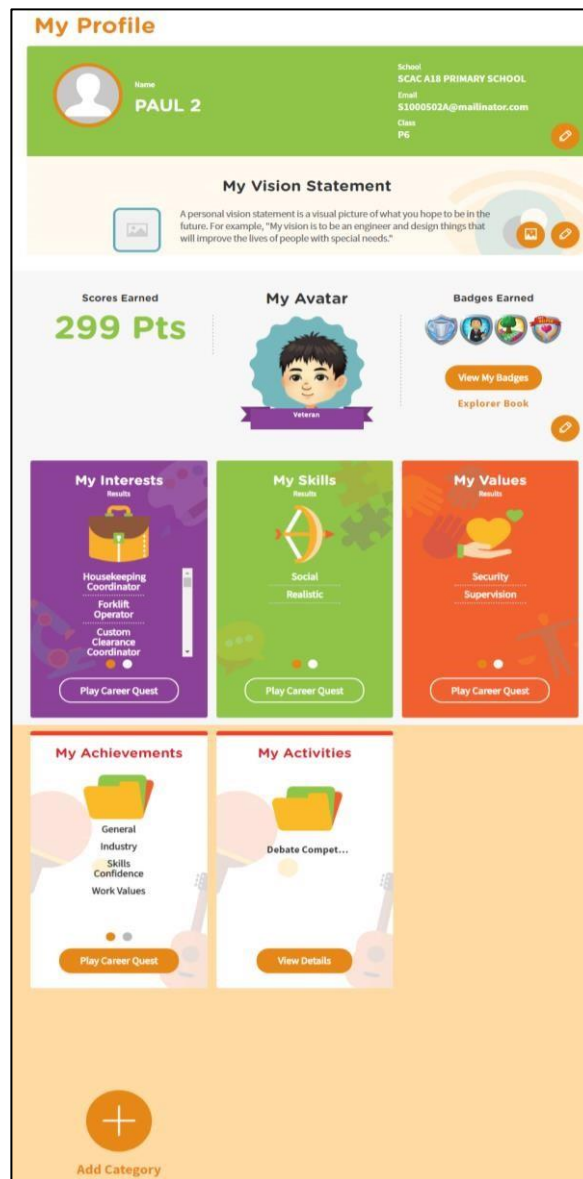 My Profile
Name
PAUL 2
School
SCAC A18 PRIMARY SCHOOL
Email
S1000502A@mailinator.com
Class
P6
My Vision Statement
A personal vision statement is a visual picture of what you hope to be in the
future. For example, "My vision is to be an engineer and design things that
will improve the lives of people with special needs."
Scores Earned
299 Pts
My Avatar
Veteran
Badges Earned
View My Badges
Explorer Book
My Interests
Results
Housekeeping
Coordinator
Forklift
Operator
Custom
Clearance
Coordinator
Play Career Quest
My Skills
Results
Social
Realistic
Play Career Quest
My Values
Results
Security
Supervision
Play Career Quest
My Achievements
General
Industry
Skills
Confidence
Work Values
Play Career Quest
My Activities
Debate Compet...
View Details
Add Category